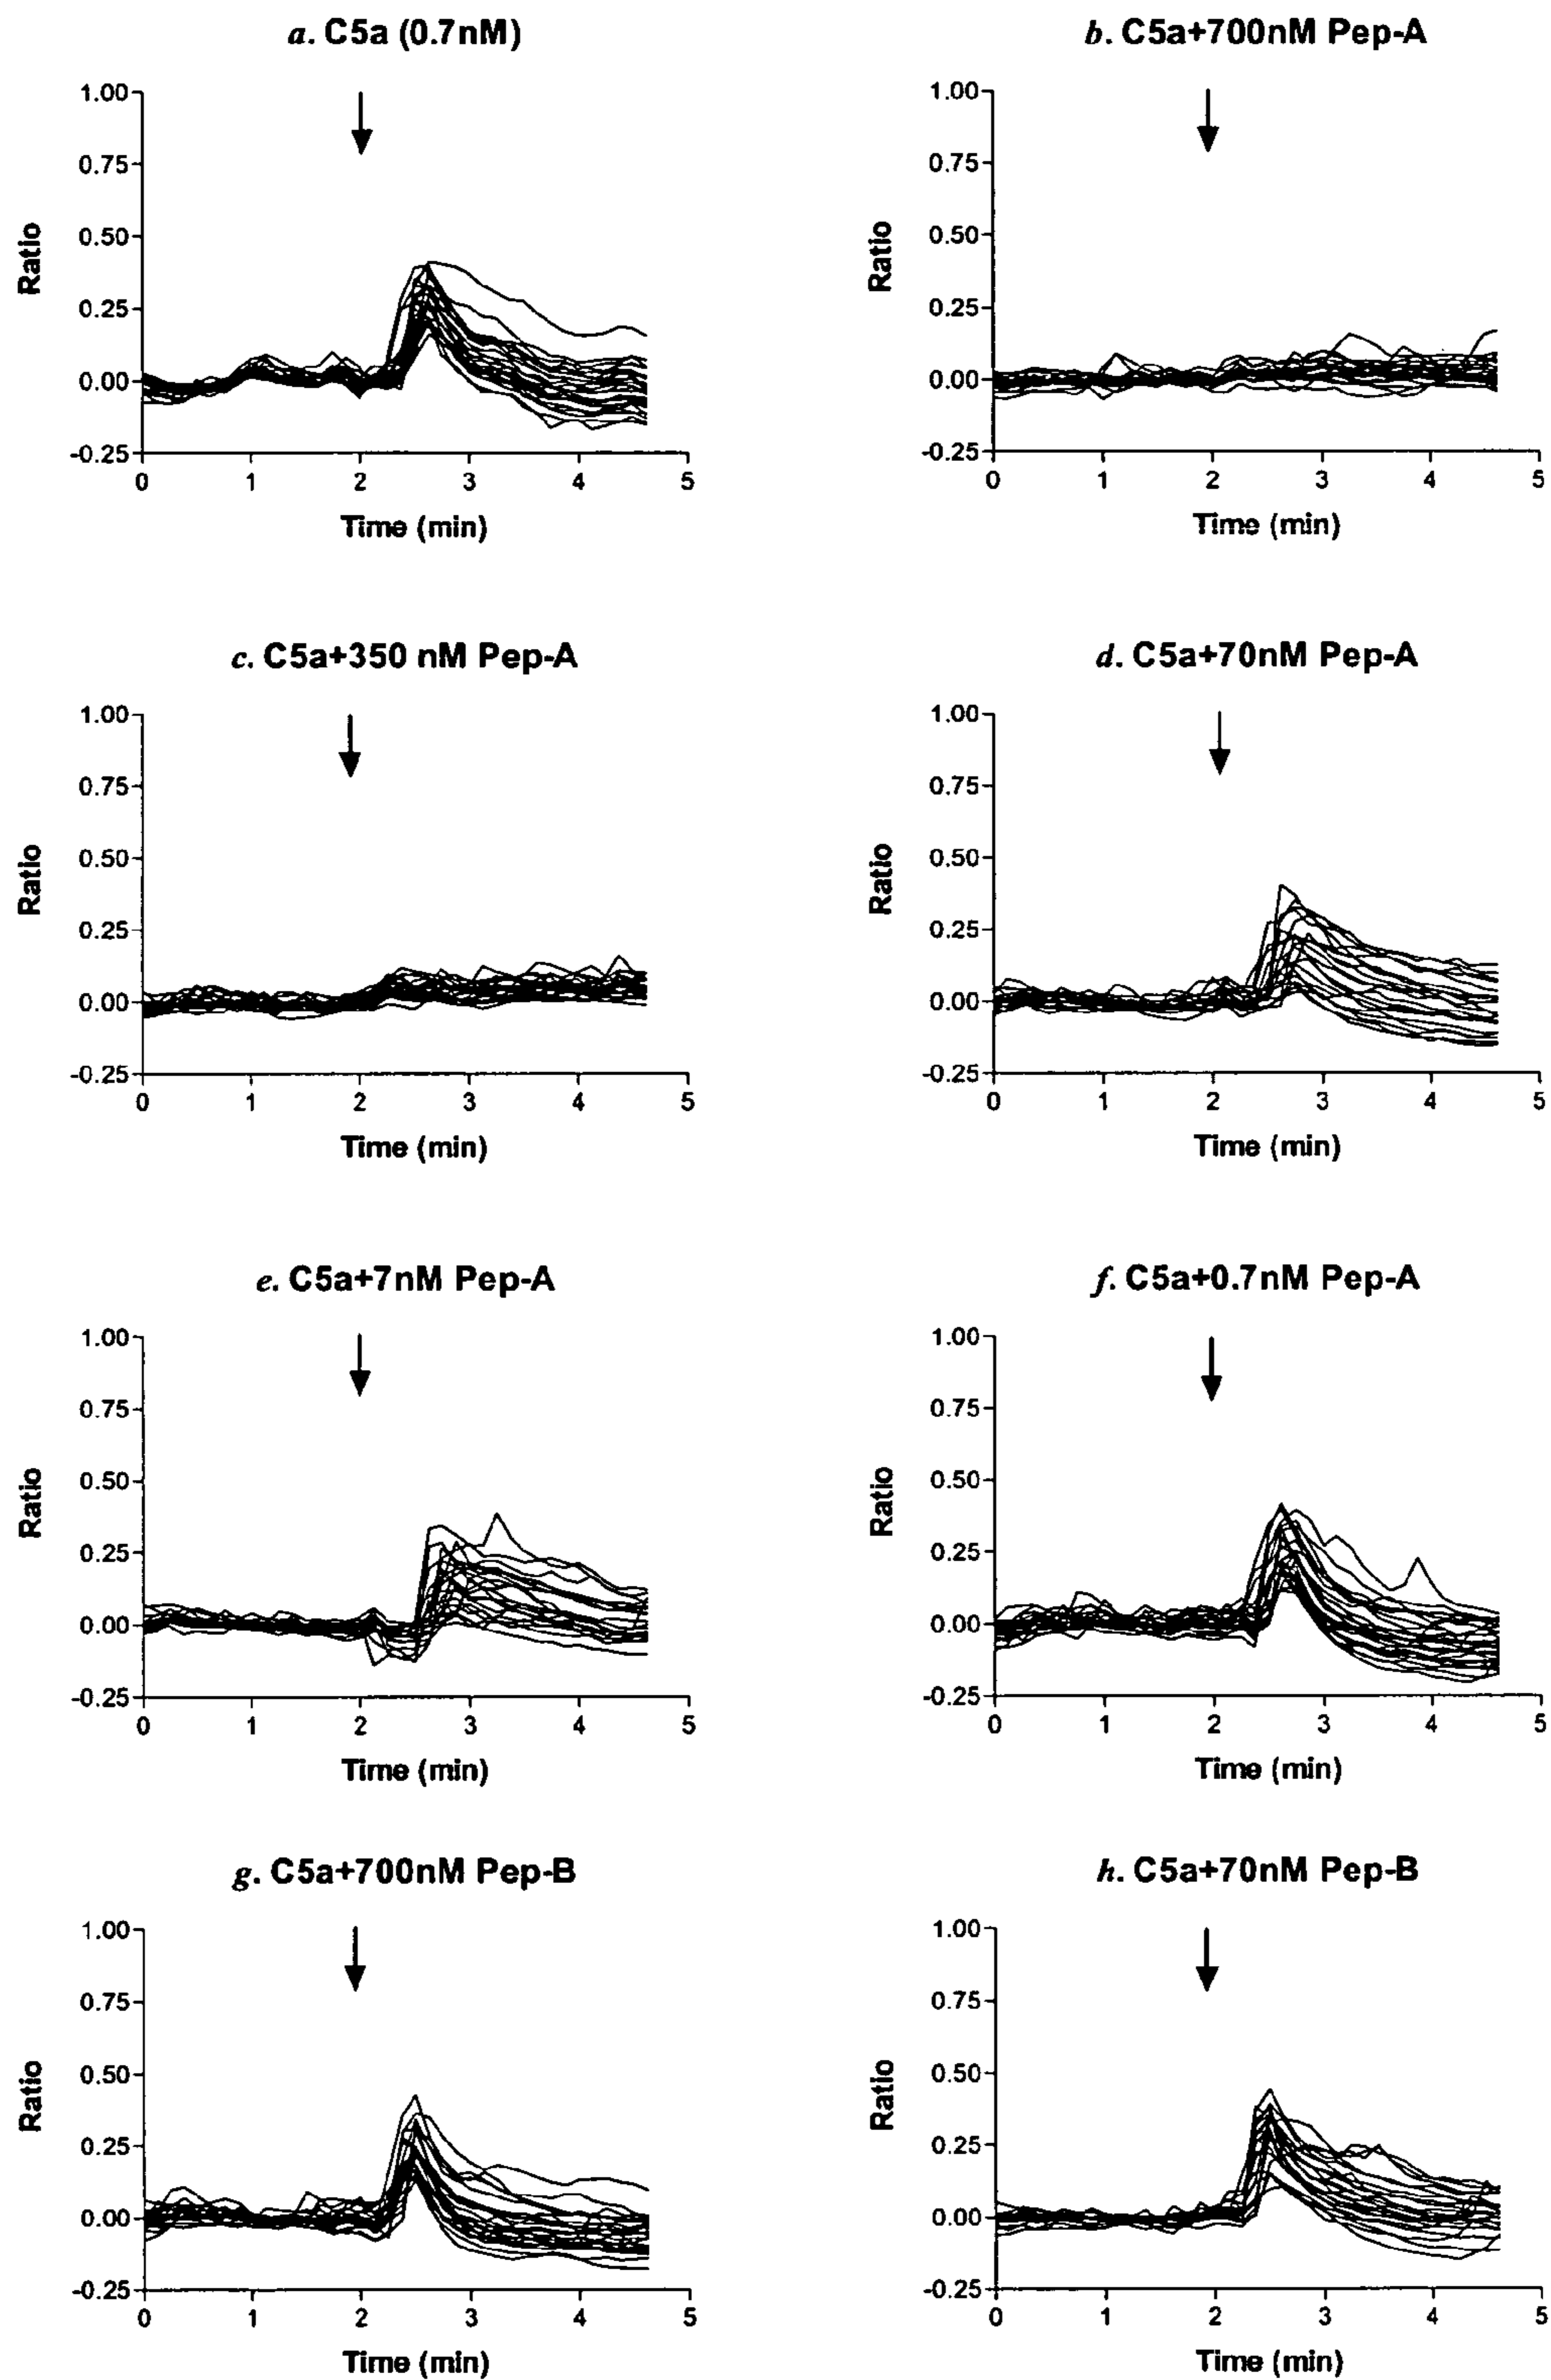 a. C5a (0.7nM)
b. C5a+700nM Pep-A
1.00
0.75
0.50
0.25
0.00
-0.25
Ratio
0 1 2 3 4 5
Time (min)
1.00
0.75
0.50
0.25
0.00
-0.25
Ratio
0 1 2 3 4 5
Time (min)
c. C5a+350 nM Pep-A
d. C5a+70nM Pep-A
1.00
0.75
0.50
0.25
0.00
-0.25
Ratio
0 1 2 3 4 5
Time (min)
1.00
0.75
0.50
0.25
0.00
-0.25
Ratio
0 1 2 3 4 5
Time (min)
e. C5a+7nM Pep-A
f. C5a+0.7nM Pep-A
1.00
0.75
0.50
0.25
0.00
-0.25
Ratio
0 1 2 3 4 5
Time (min)
1.00
0.75
0.50
0.25
0.00
-0.25
Ratio
0 1 2 3 4 5
Time (min)
g. C5a+700nM Pep-B
h. C5a+70nM Pep-B
1.00
0.75
0.50
0.25
0.00
-0.25
Ratio
0 1 2 3 4 5
Time (min)
1.00
0.75
0.50
0.25
0.00
-0.25
Ratio
0 1 2 3 4 5
Time (min)